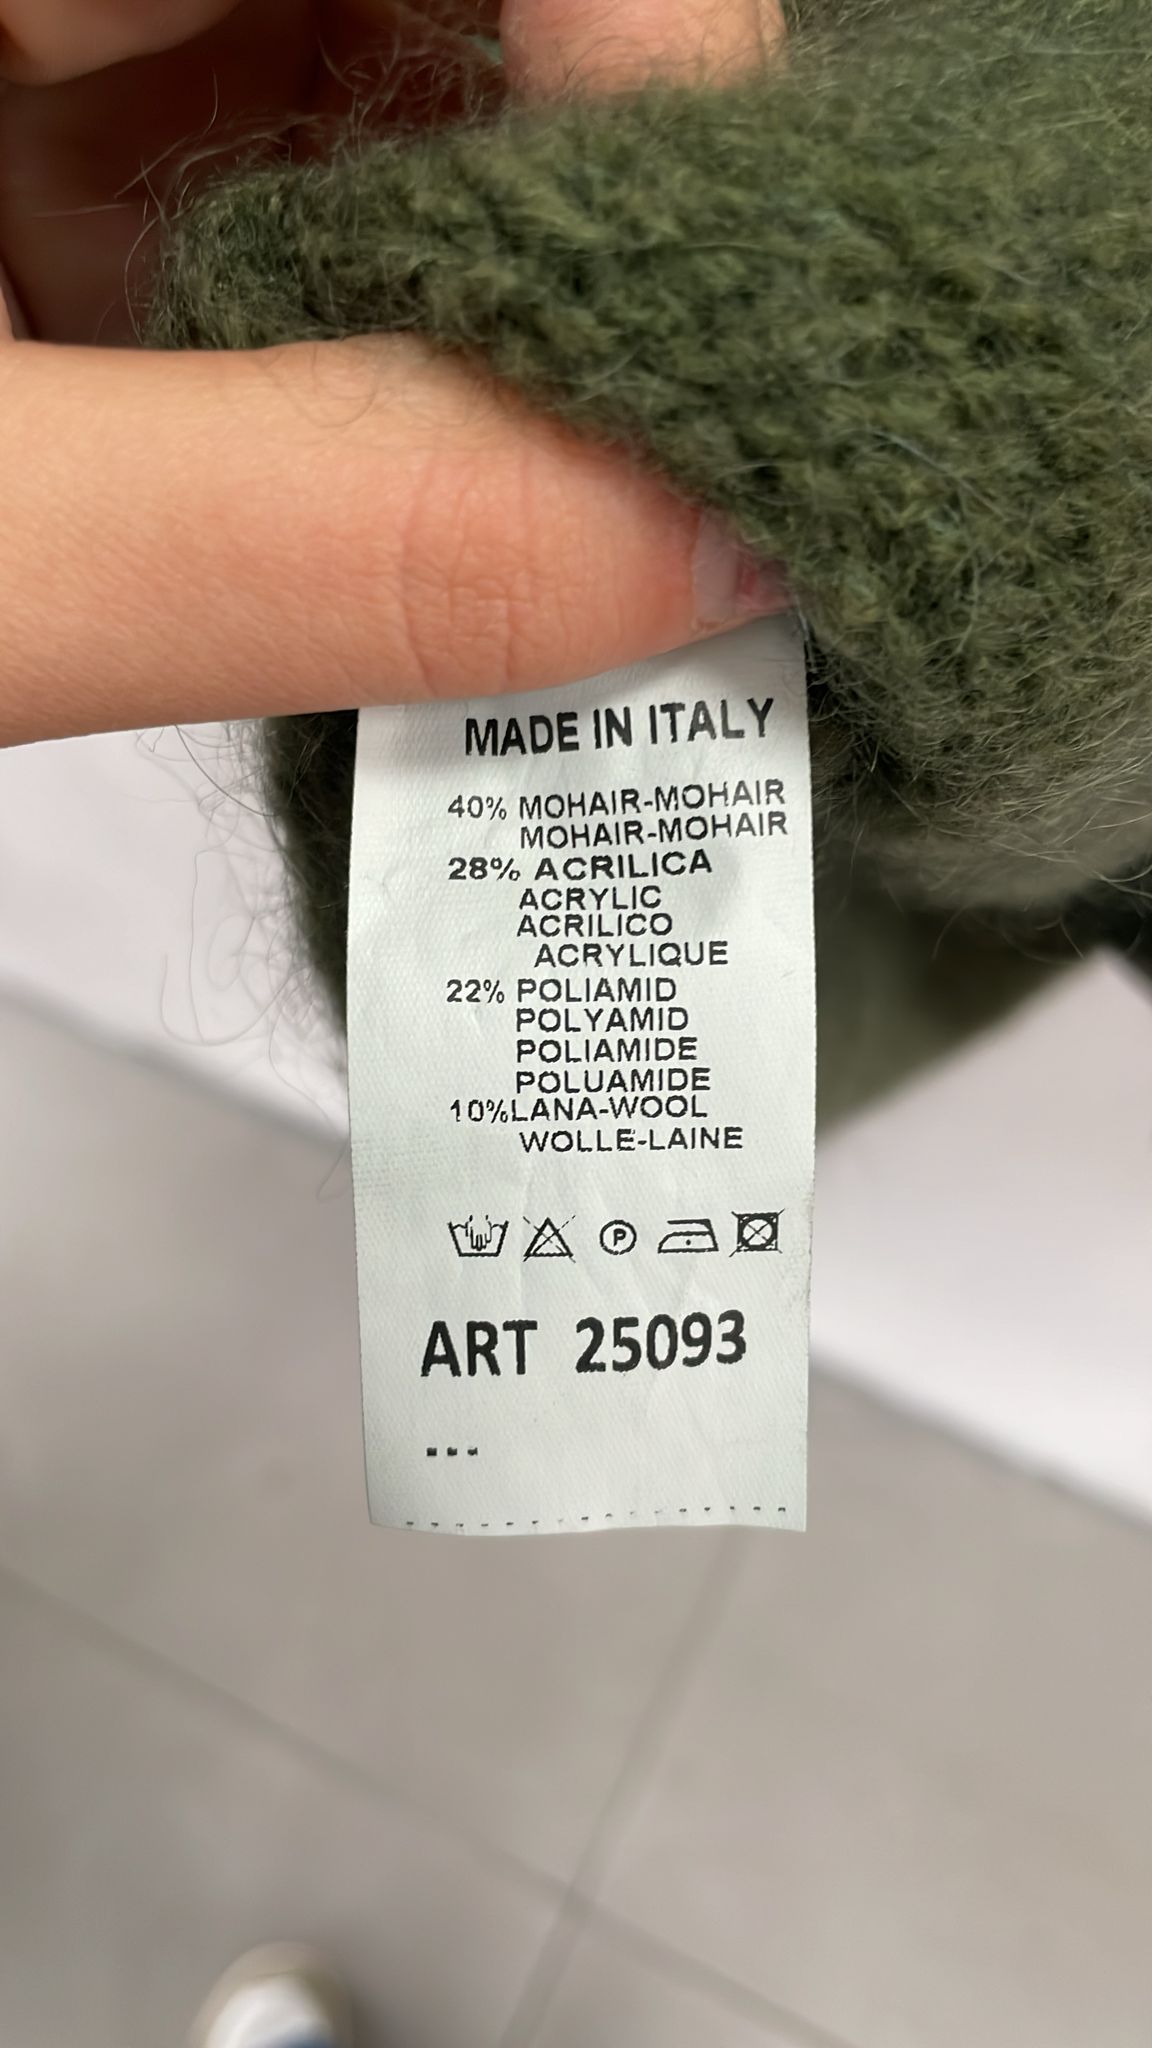 MADE IN ITALY
40% MOHAIR-MOHAIR
MOHAIR-MOHAIR
28% ACRILICA
ACRYLIC
ACRILICO
ACRYLIQUE
22% POLIAMID
POLYAMID
POLIAMIDE
POLUAMIDE
10%LANA-WOOL
WOLLE-LAINE
P
ART 25093
---